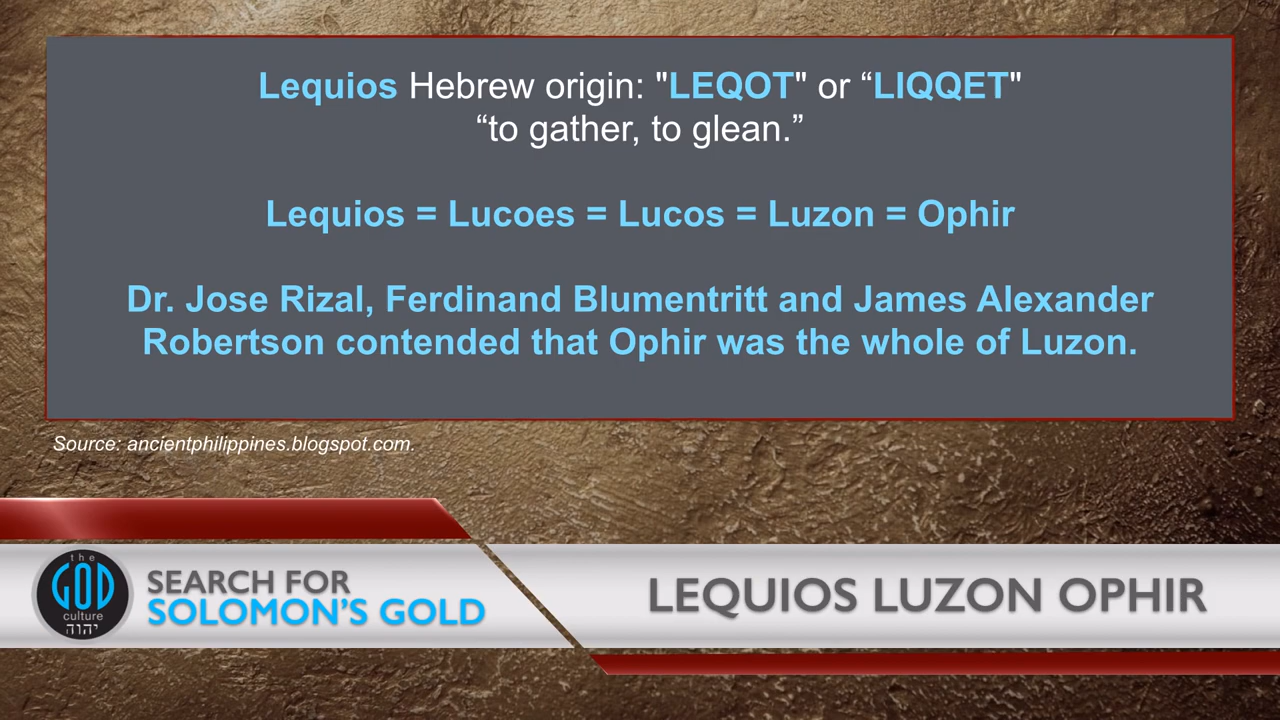 Lequios Hebrew origin: "LEQOT" or “LIQQET"
“to gather, to glean.”
Lequios = Lucoes = Lucos = Luzon = Ophir
Dr. Jose Rizal, Ferdinand Blumentritt and James Alexander
Robertson contended that Ophir was the whole of Luzon.
Source: ancientphilippines.blogspot.com.
the
GOD
culture
יהוה
SEARCH FOR
SOLOMON'S GOLD
LEQUIOS LUZON OPHIR